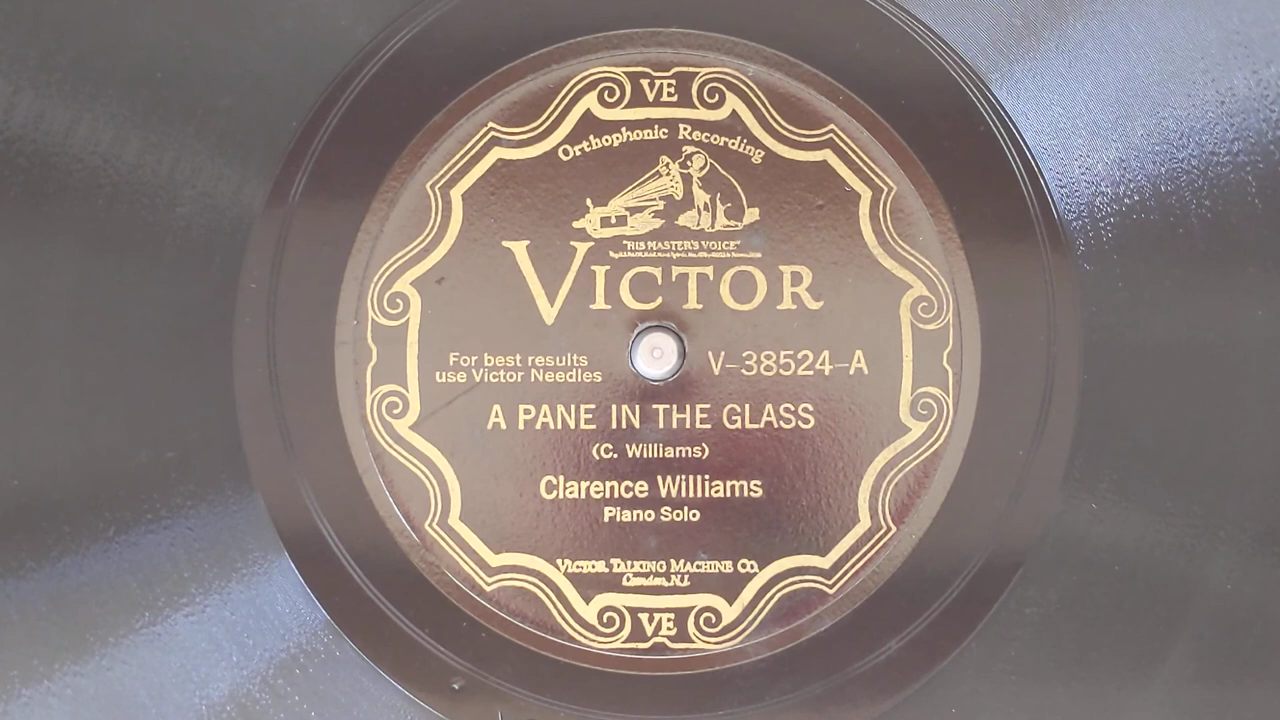 VE
Orthophonic Recording
"HIS MASTER'S VOICE"
VICTOR
For best results
use Victor Needles
V-38524-A
A PANE IN THE GLASS
(C. Williams)
Clarence Williams
Piano Solo
VICTOR TALKING MACHINE CO.
Camden, N.J.
VE